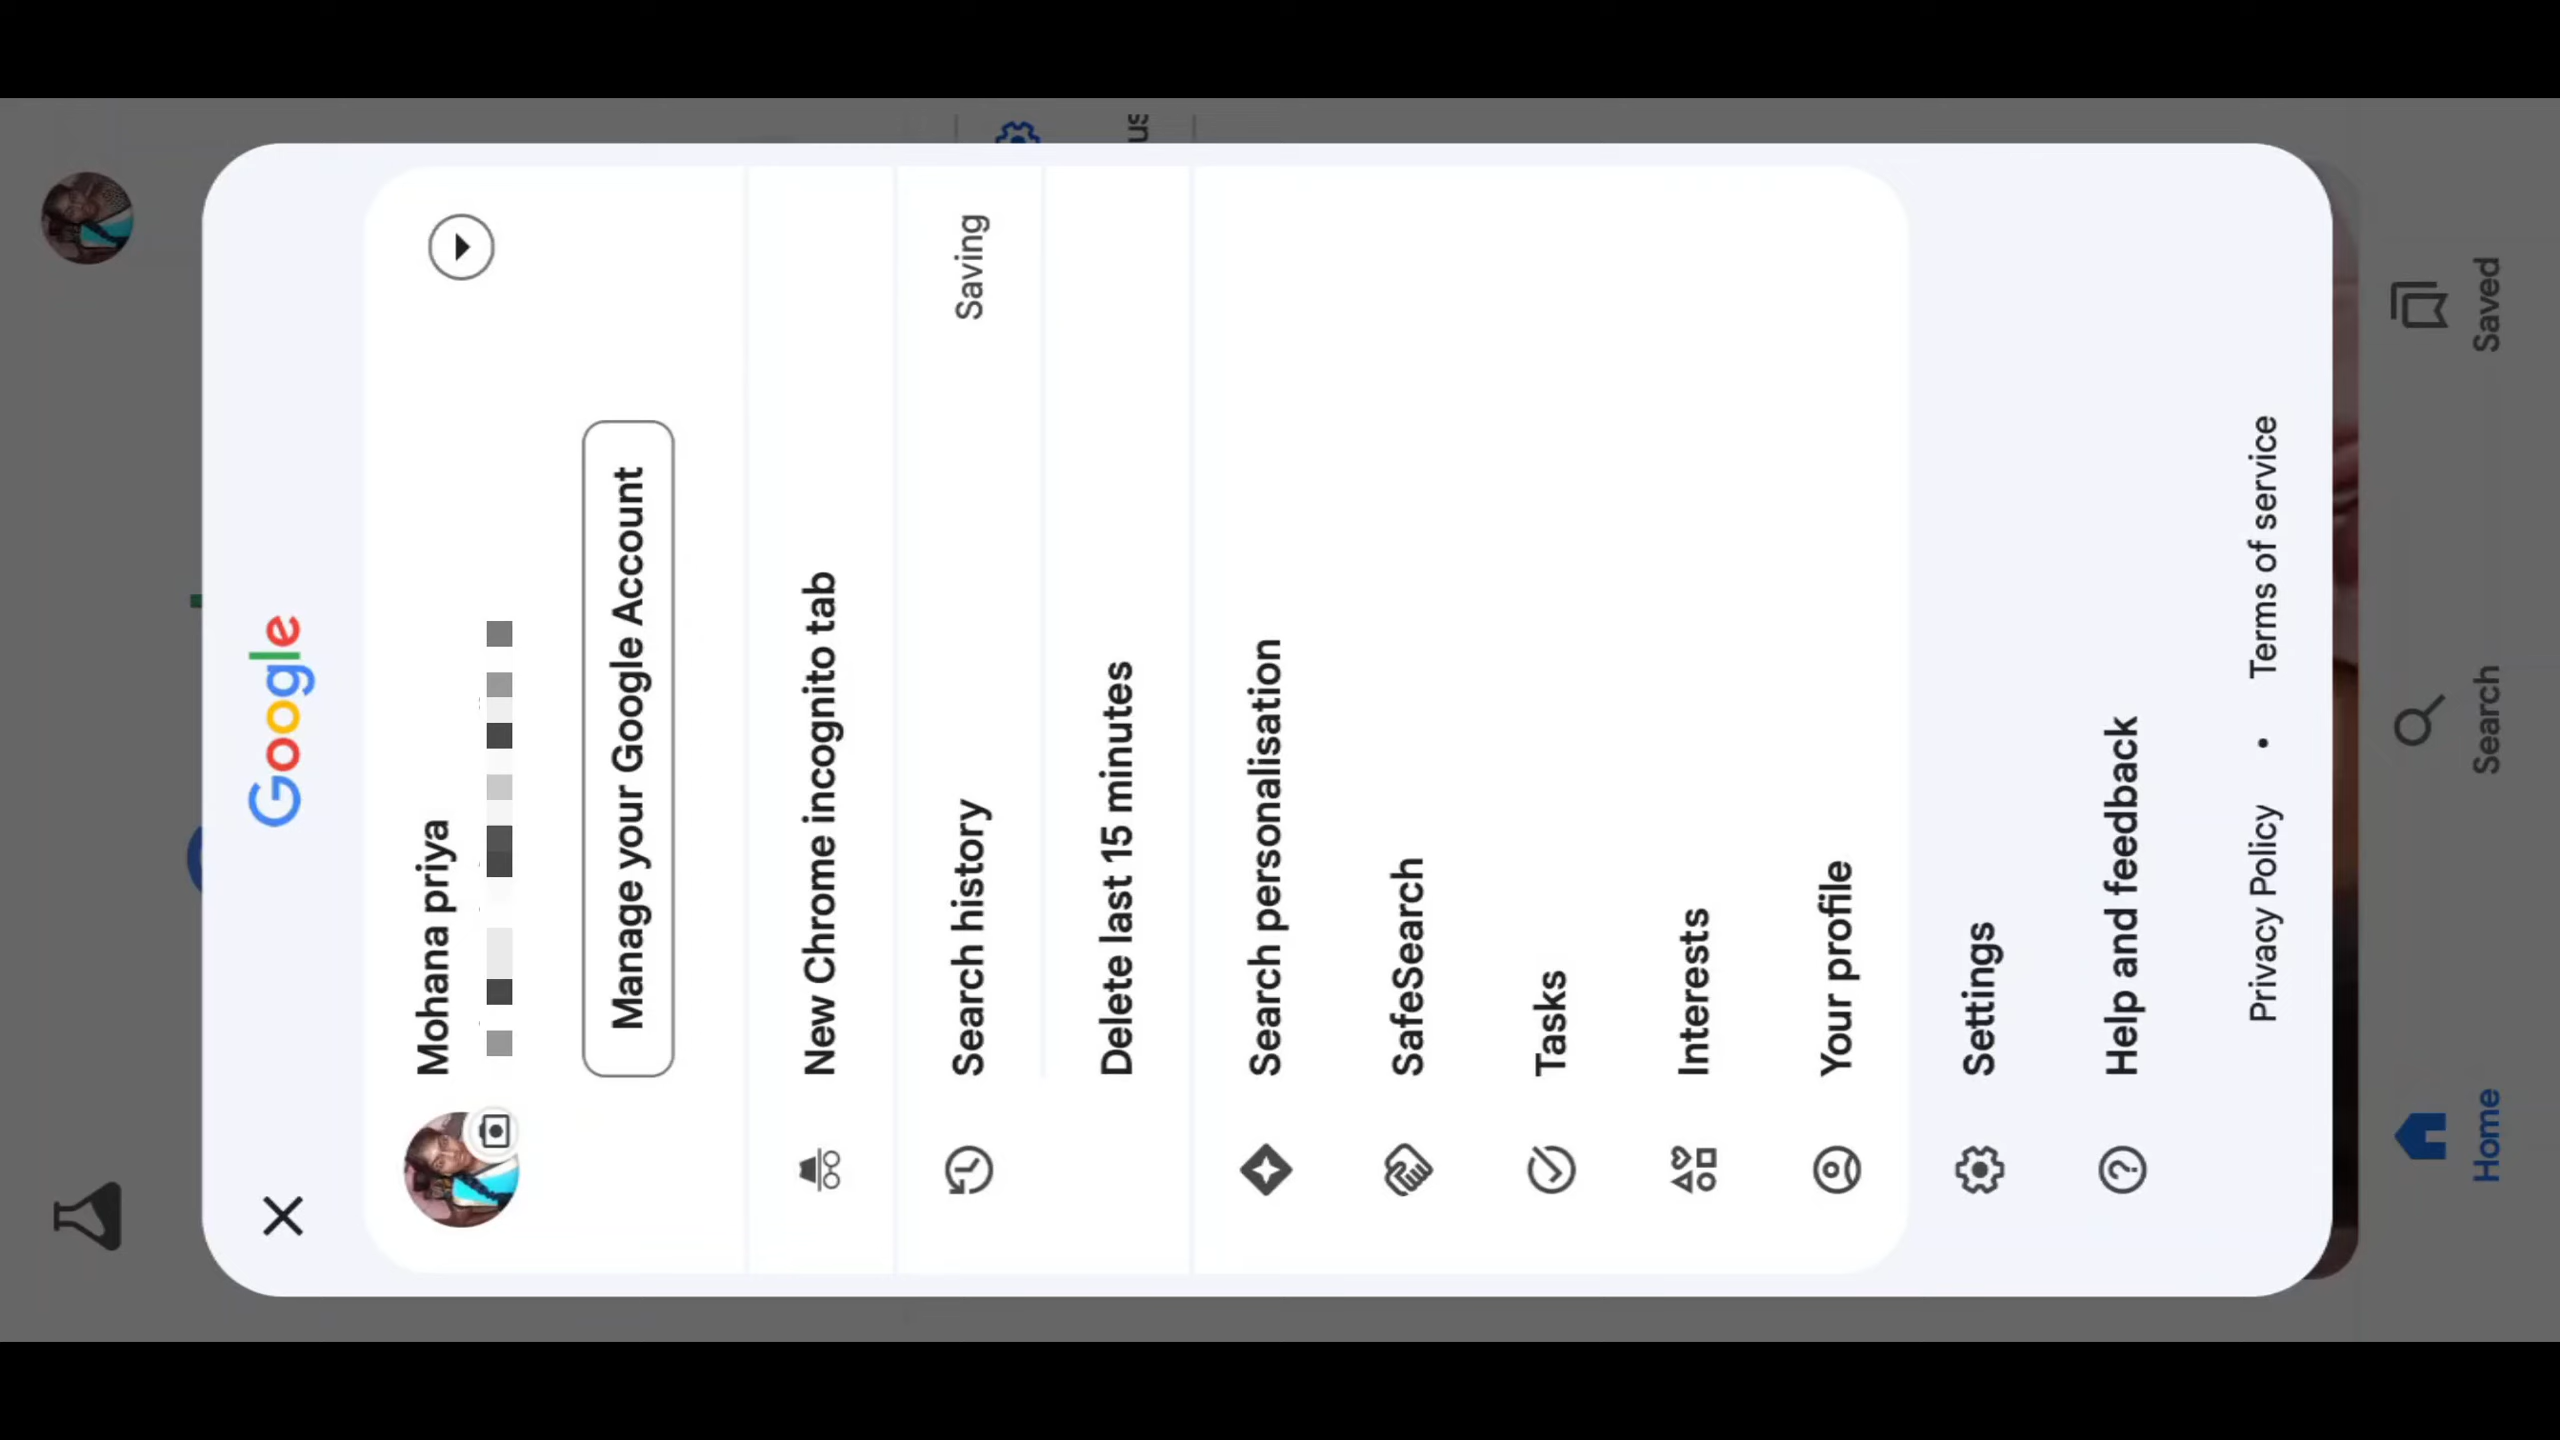 Google
Mohana priya
Manage your Google Account
New Chrome incognito tab
Search history
Saving
Delete last 15 minutes
Search personalisation
SafeSearch
Tasks
Interests
Your profile
Settings
Help and feedback
Privacy Policy • Terms of service
Home
Search
Saved